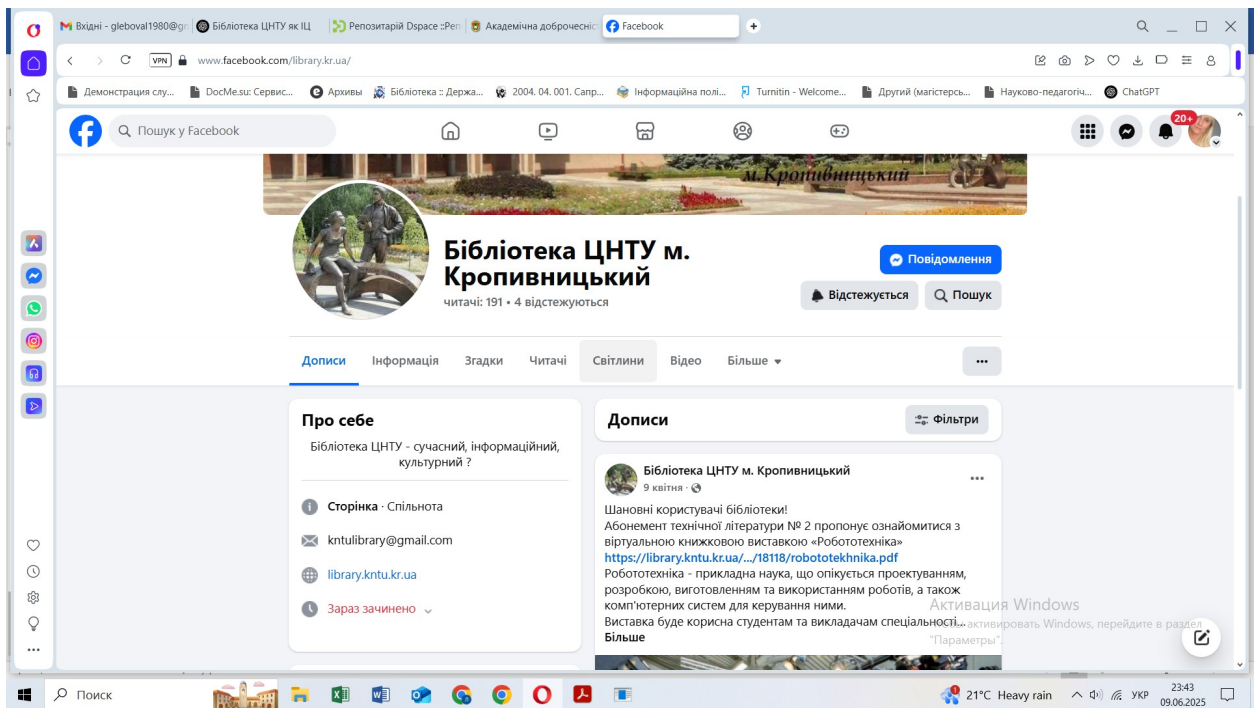 Вхідні - gleboval1980@gm
Бібліотека ЦНТУ як ІЦ
Репозитарій Dspace ::Реп
Академічна доброчесніс
Facebook
VPN
www.facebook.com/library.kr.ua/
Демонстрация слу...
DocMe.su: Сервис...
Архивы
Бібліотека :: Держа...
2004. 04. 001. Сапр...
Інформаційна полі...
Turnitin - Welcome...
Другий (магістерсь...
Науково-педагогіч...
ChatGPT
Пошук у Facebook
20+
м.Кропивницький
Бібліотека ЦНТУ м.
Кропивницький
читачі: 191 • 4 відстежуються
Повідомлення
Відстежується
Пошук
Дописи
Інформація
Згадки
Читачі
Світлини
Відео
Більше
Про себе
Бібліотека ЦНТУ - сучасний, інформаційний,
культурний ?
Сторінка · Спільнота
kntulibrary@gmail.com
library.kntu.kr.ua
Зараз зачинено
Дописи
Фільтри
Бібліотека ЦНТУ м. Кропивницький
9 квітня ·
Шановні користувачі бібліотеки!
Абонемент технічної літератури № 2 пропонує ознайомитися з
віртуальною книжковою виставкою «Робототехніка»
https://library.kntu.kr.ua/.../18118/robototekhnika.pdf
Робототехніка - прикладна наука, що опікується проектуванням,
розробкою, виготовленням та використанням роботів, а також
комп'ютерних систем для керування ними.
Виставка буде корисна студентам та викладачам спеціальності...
Більше
Активация Windows
активировать Windows, перейдите в раздел
"Параметры".
Поиск
21°C Heavy rain
УКР
23:43
09.06.2025